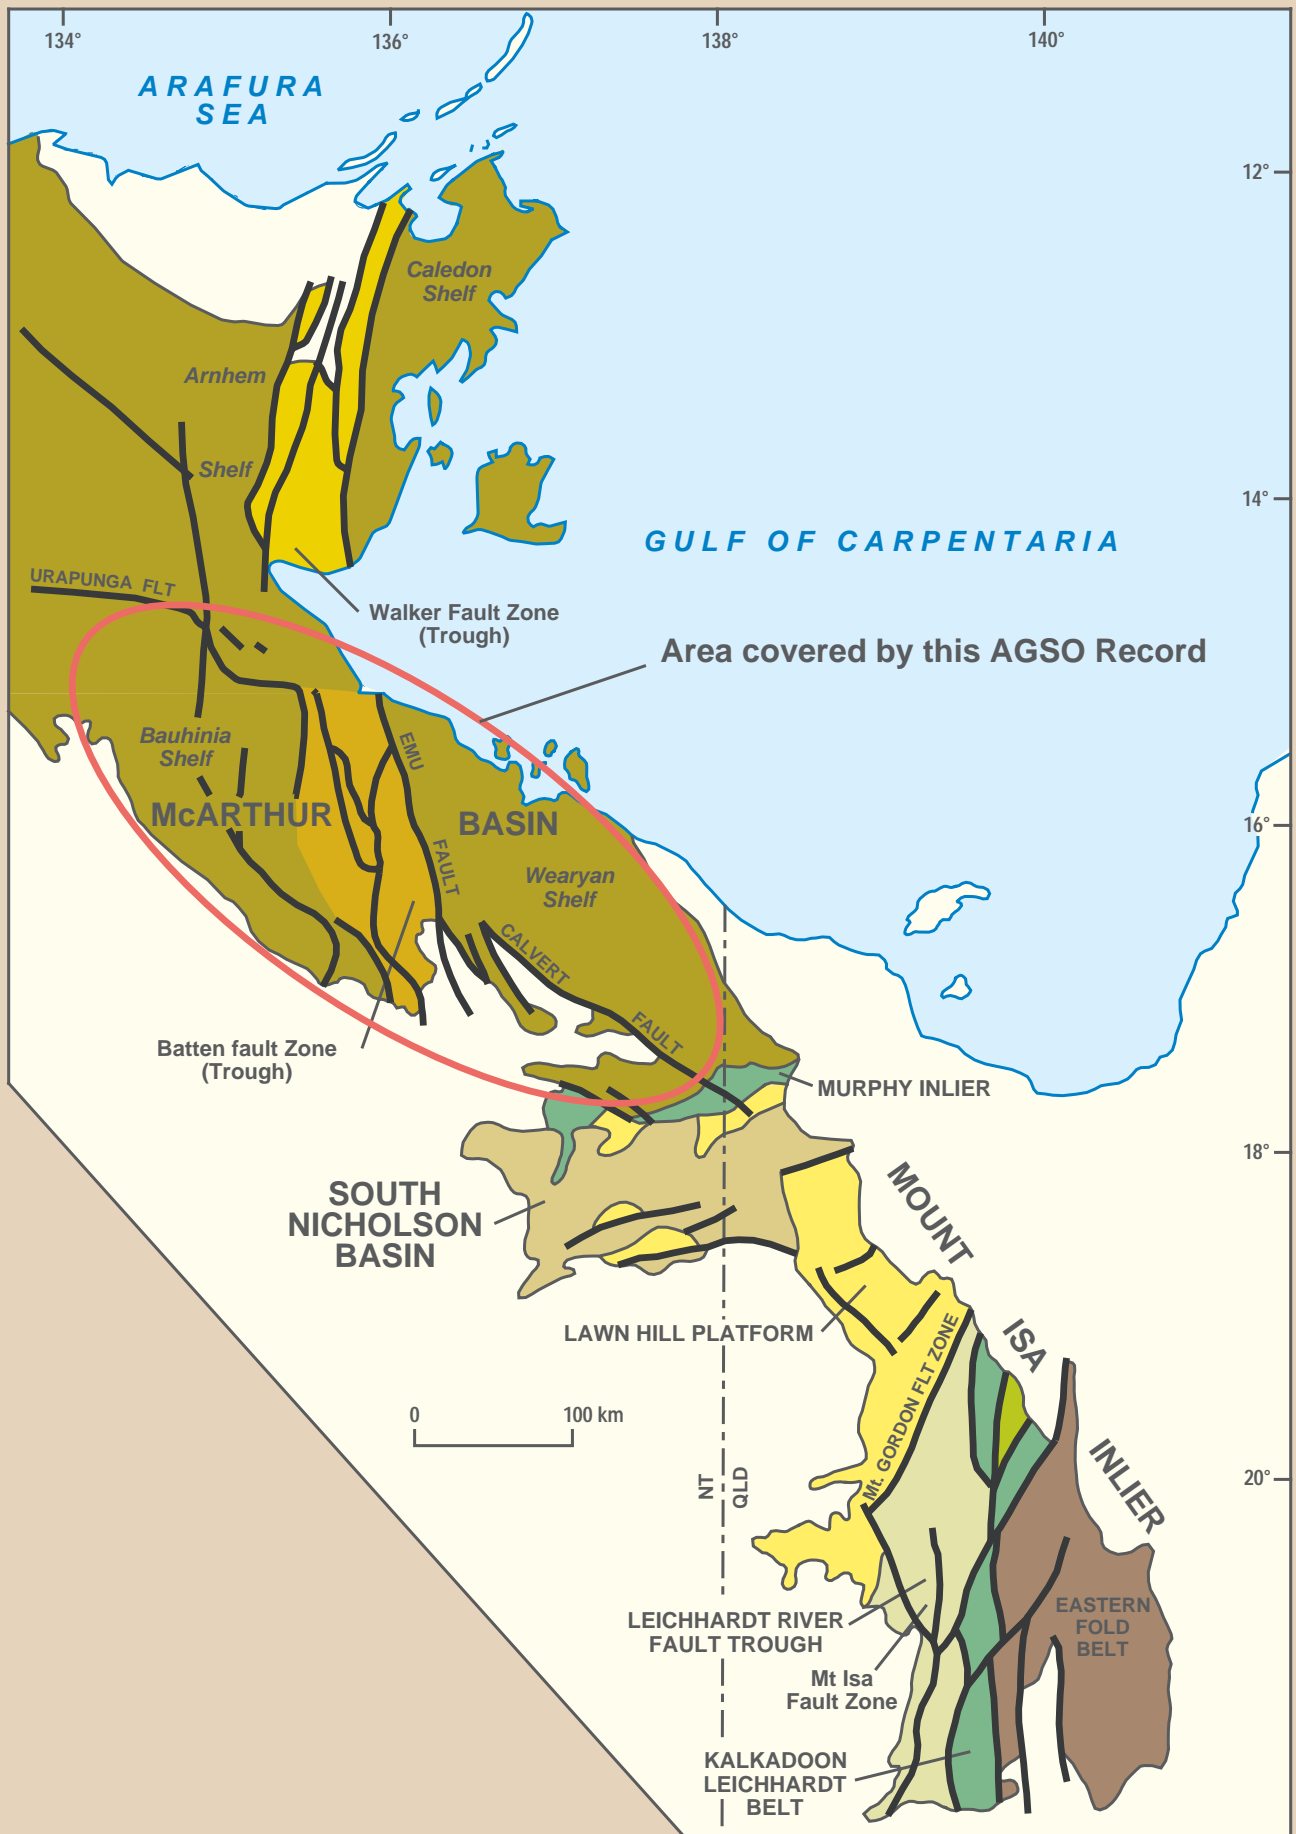 134°
136°
138°
140°
ARAFURA
SEA
12°
Caledon
Shelf
Arnhem
Shelf
14°
GULF OF CARPENTARIA
URAPUNGA FLT
Walker Fault Zone
(Trough)
Area covered by this AGSO Record
Bauhinia
Shelf
EMU
FAULT
McARTHUR
BASIN
16°
Wearyan
Shelf
CALVERT
FAULT
Batten fault Zone
(Trough)
MURPHY INLIER
18°
SOUTH
NICHOLSON
BASIN
MOUNT
ISA
INLIER
LAWN HILL PLATFORM
Mt. GORDON FLT ZONE
0
100 km
NT
QLD
20°
LEICHHARDT RIVER
FAULT TROUGH
EASTERN
FOLD
BELT
Mt Isa
Fault Zone
KALKADOON
LEICHHARDT
BELT